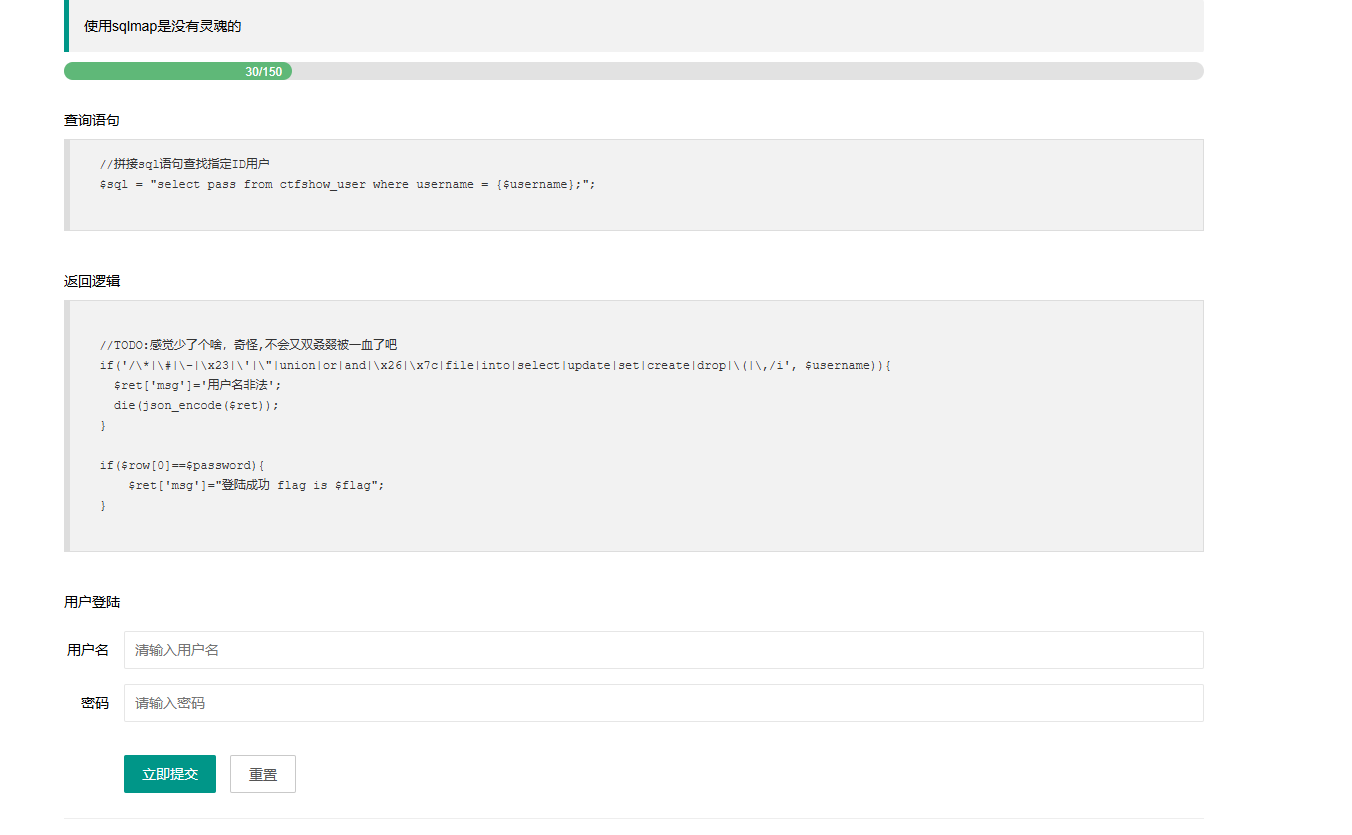 使用sqlmap是没有灵魂的
30/150
查询语句
//拼接sql语句查找指定ID用户
$sql = "select pass from ctfshow_user where username = {$username};";
返回逻辑
//TODO:感觉少了个啥，奇怪,不会又双叒叕被一血了吧
if('/\*|\#|\-|\x23|\'|\"|union|or|and|\x26|\x7c|file|into|select|update|set|create|drop|\(|\,/i', $username)){
$ret['msg']='用户名非法';
die(json_encode($ret));
}
if($row[0]==$password){
$ret['msg']="登陆成功 flag is $flag";
}
用户登陆
用户名 请输入用户名
密码 请输入密码
立即提交 重置